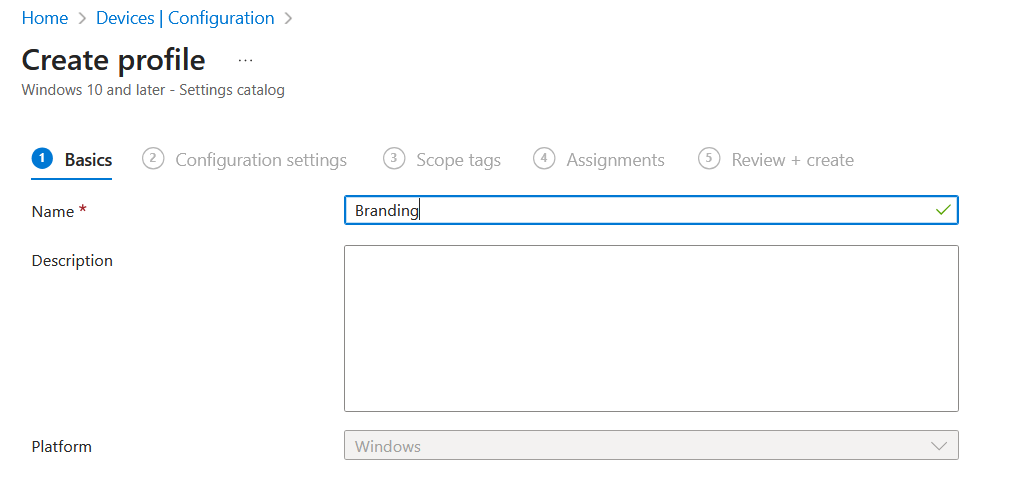 Home > Devices | Configuration >
Create profile ...
Windows 10 and later - Settings catalog
1 Basics 2 Configuration settings 3 Scope tags 4 Assignments 5 Review + create
Name * Branding
Description
Platform Windows